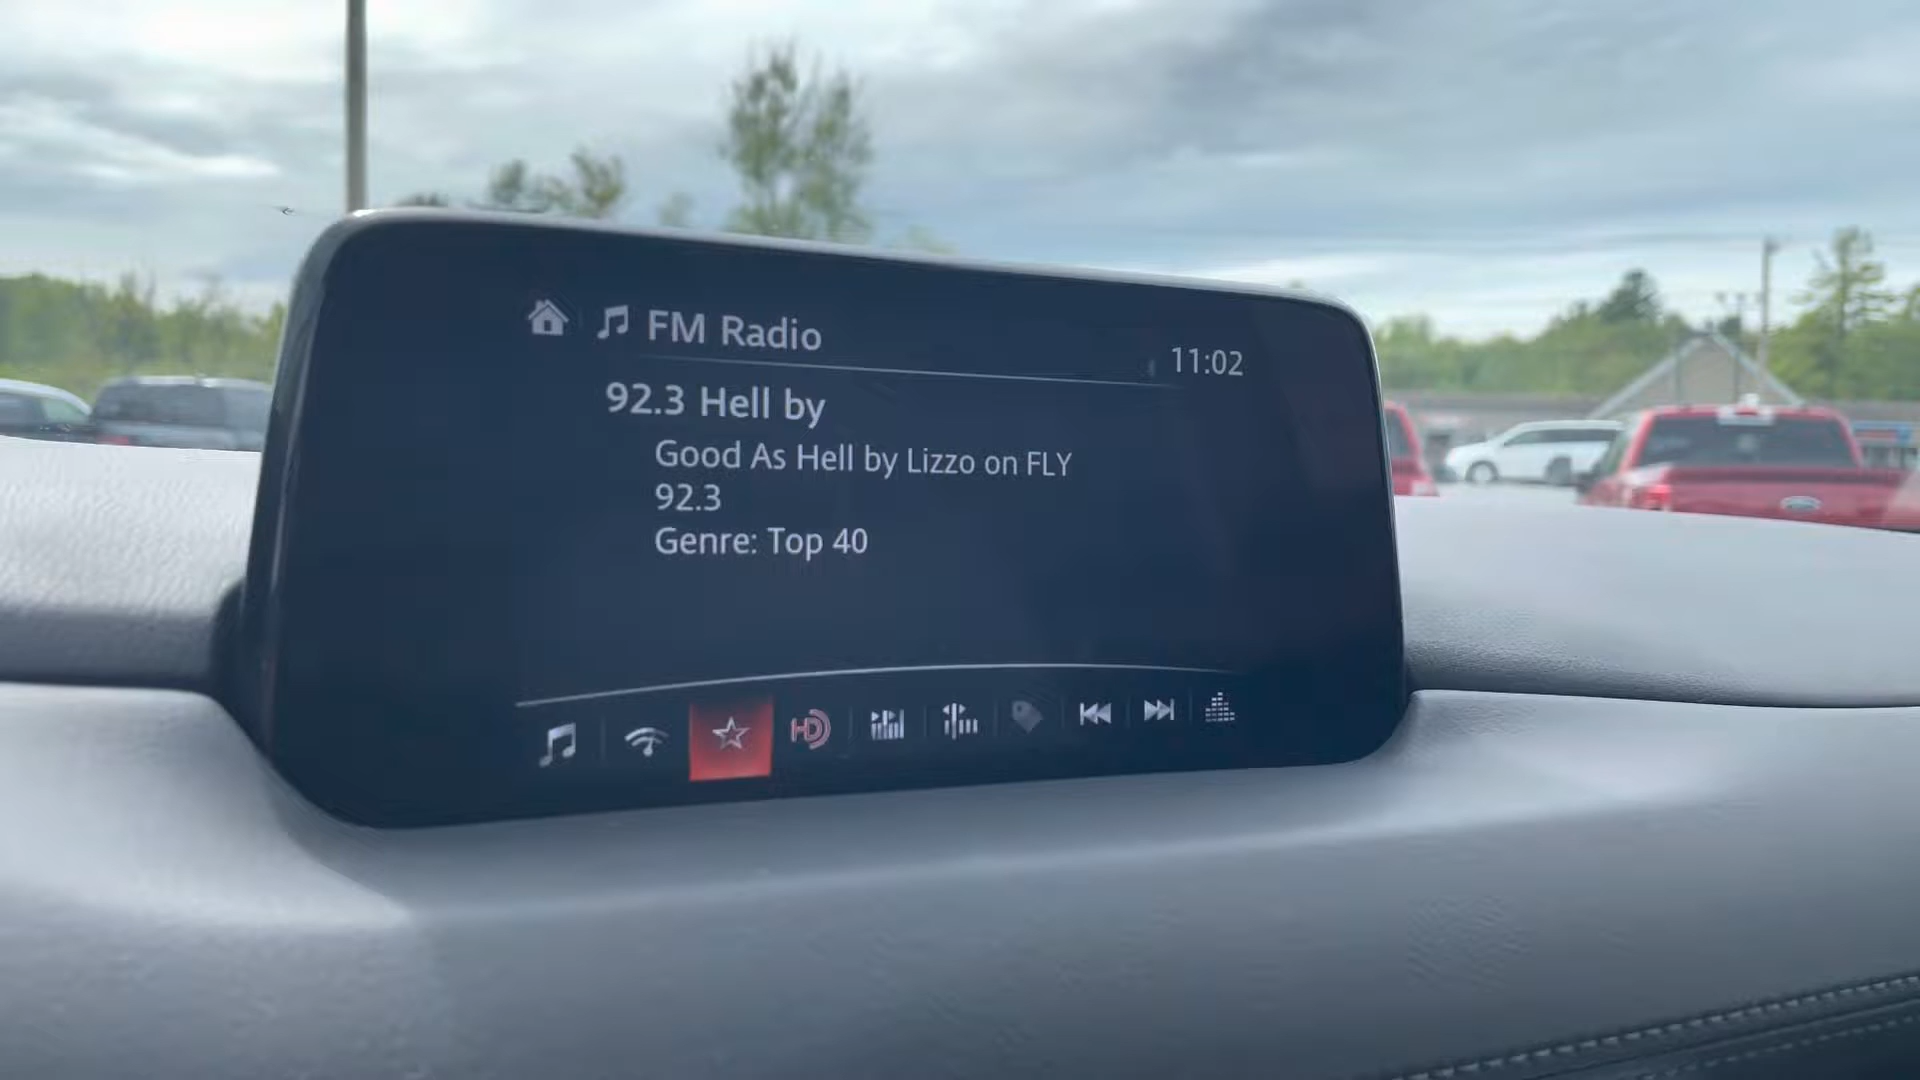 FM Radio
11:02
92.3 Hell by
Good As Hell by Lizzo on FLY
92.3
Genre: Top 40
HD